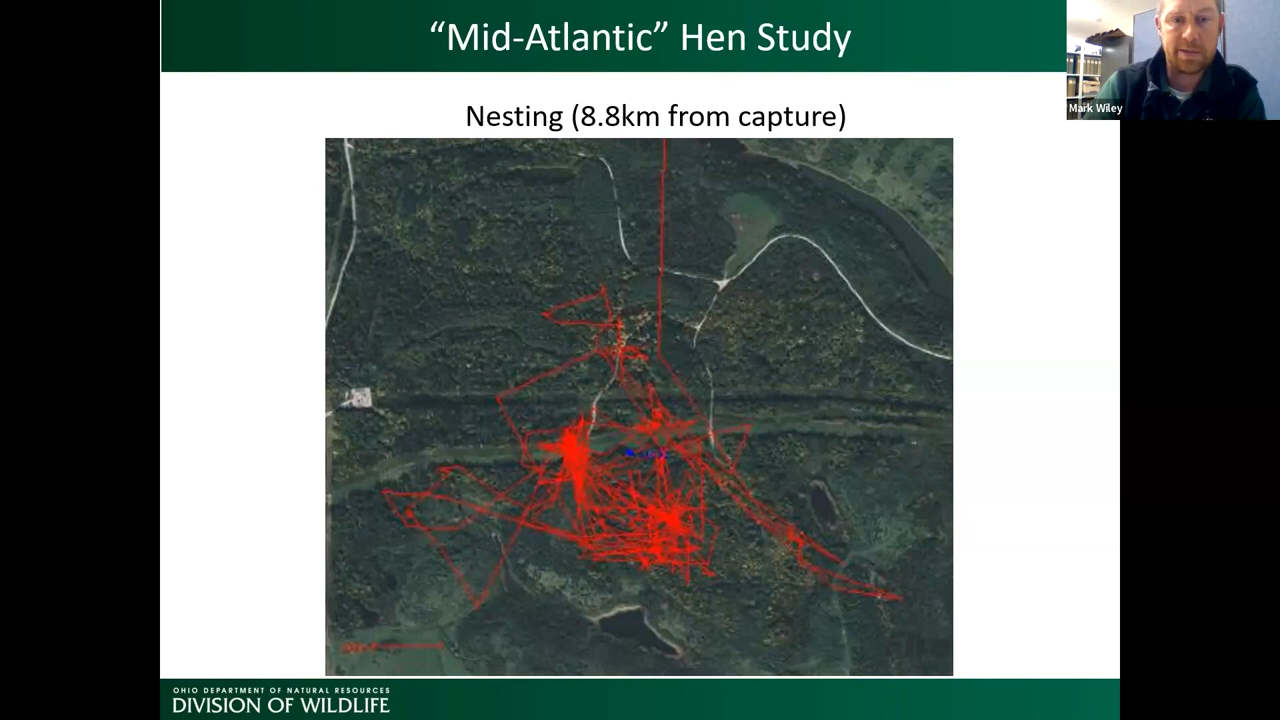 “Mid-Atlantic” Hen Study
Mark Wiley
Nesting (8.8km from capture)
OHIO DEPARTMENT OF NATURAL RESOURCES
DIVISION OF WILDLIFE